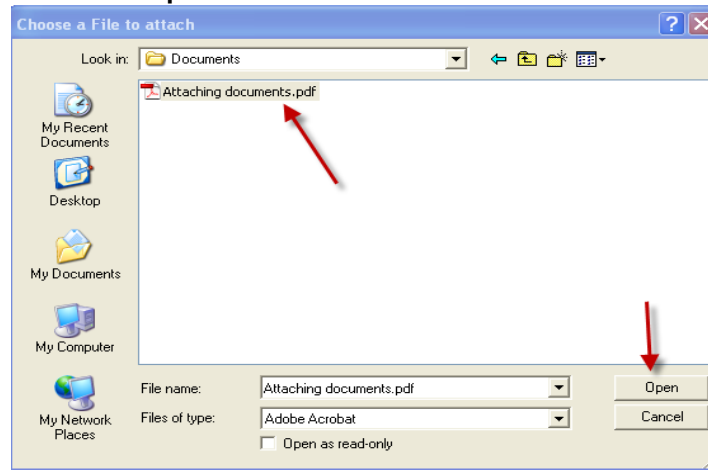 Choose a File to attach
Look in:
Documents
Attaching documents.pdf
My Recent
Documents
Desktop
My Documents
My Computer
My Network
Places
File name:
Attaching documents.pdf
Open
Files of type:
Adobe Acrobat
Cancel
Open as read-only